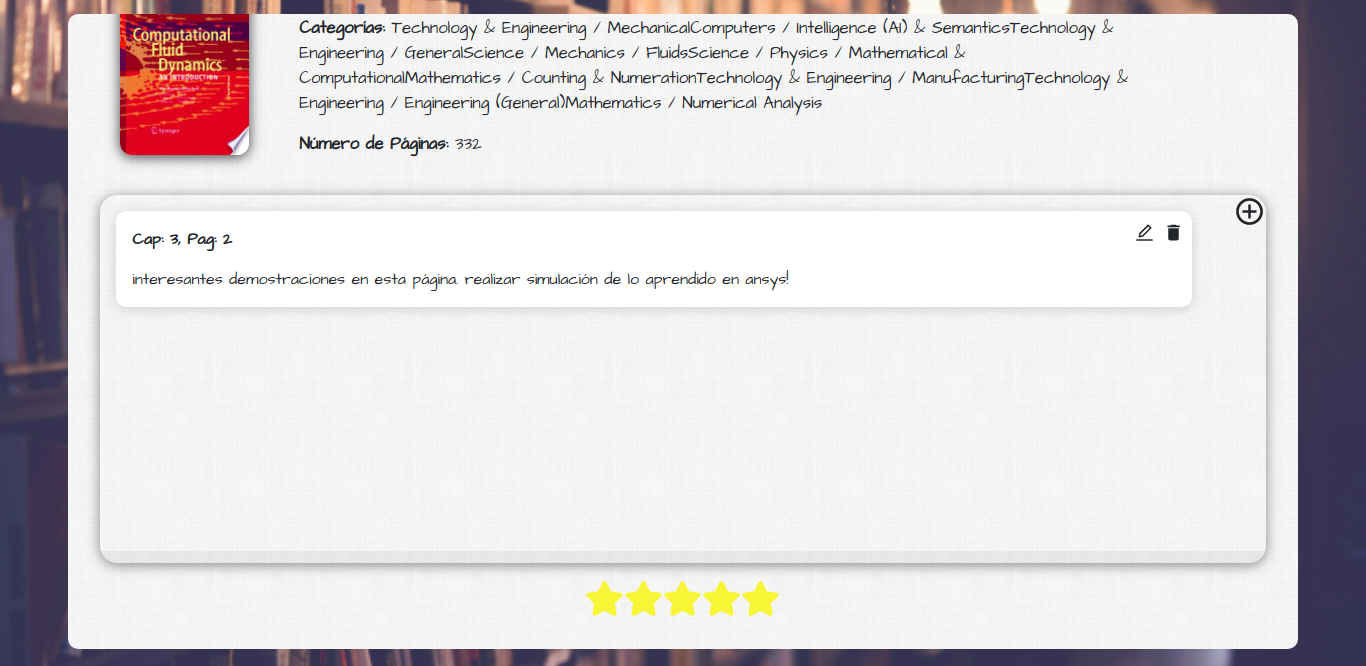 Computational
Fluid
Dynamics
AN INTRODUCTION
Springer
Categorías: Technology & Engineering / MechanicalComputers / Intelligence (AI) & SemanticsTechnology &
Engineering / GeneralScience / Mechanics / FluidsScience / Physics / Mathematical &
ComputationalMathematics / Counting & NumerationTechnology & Engineering / ManufacturingTechnology &
Engineering / Engineering (General)Mathematics / Numerical Analysis
Número de Páginas: 332
Cap: 3, Pag: 2
interesantes demostraciones en esta página. realizar simulación de lo aprendido en ansys!